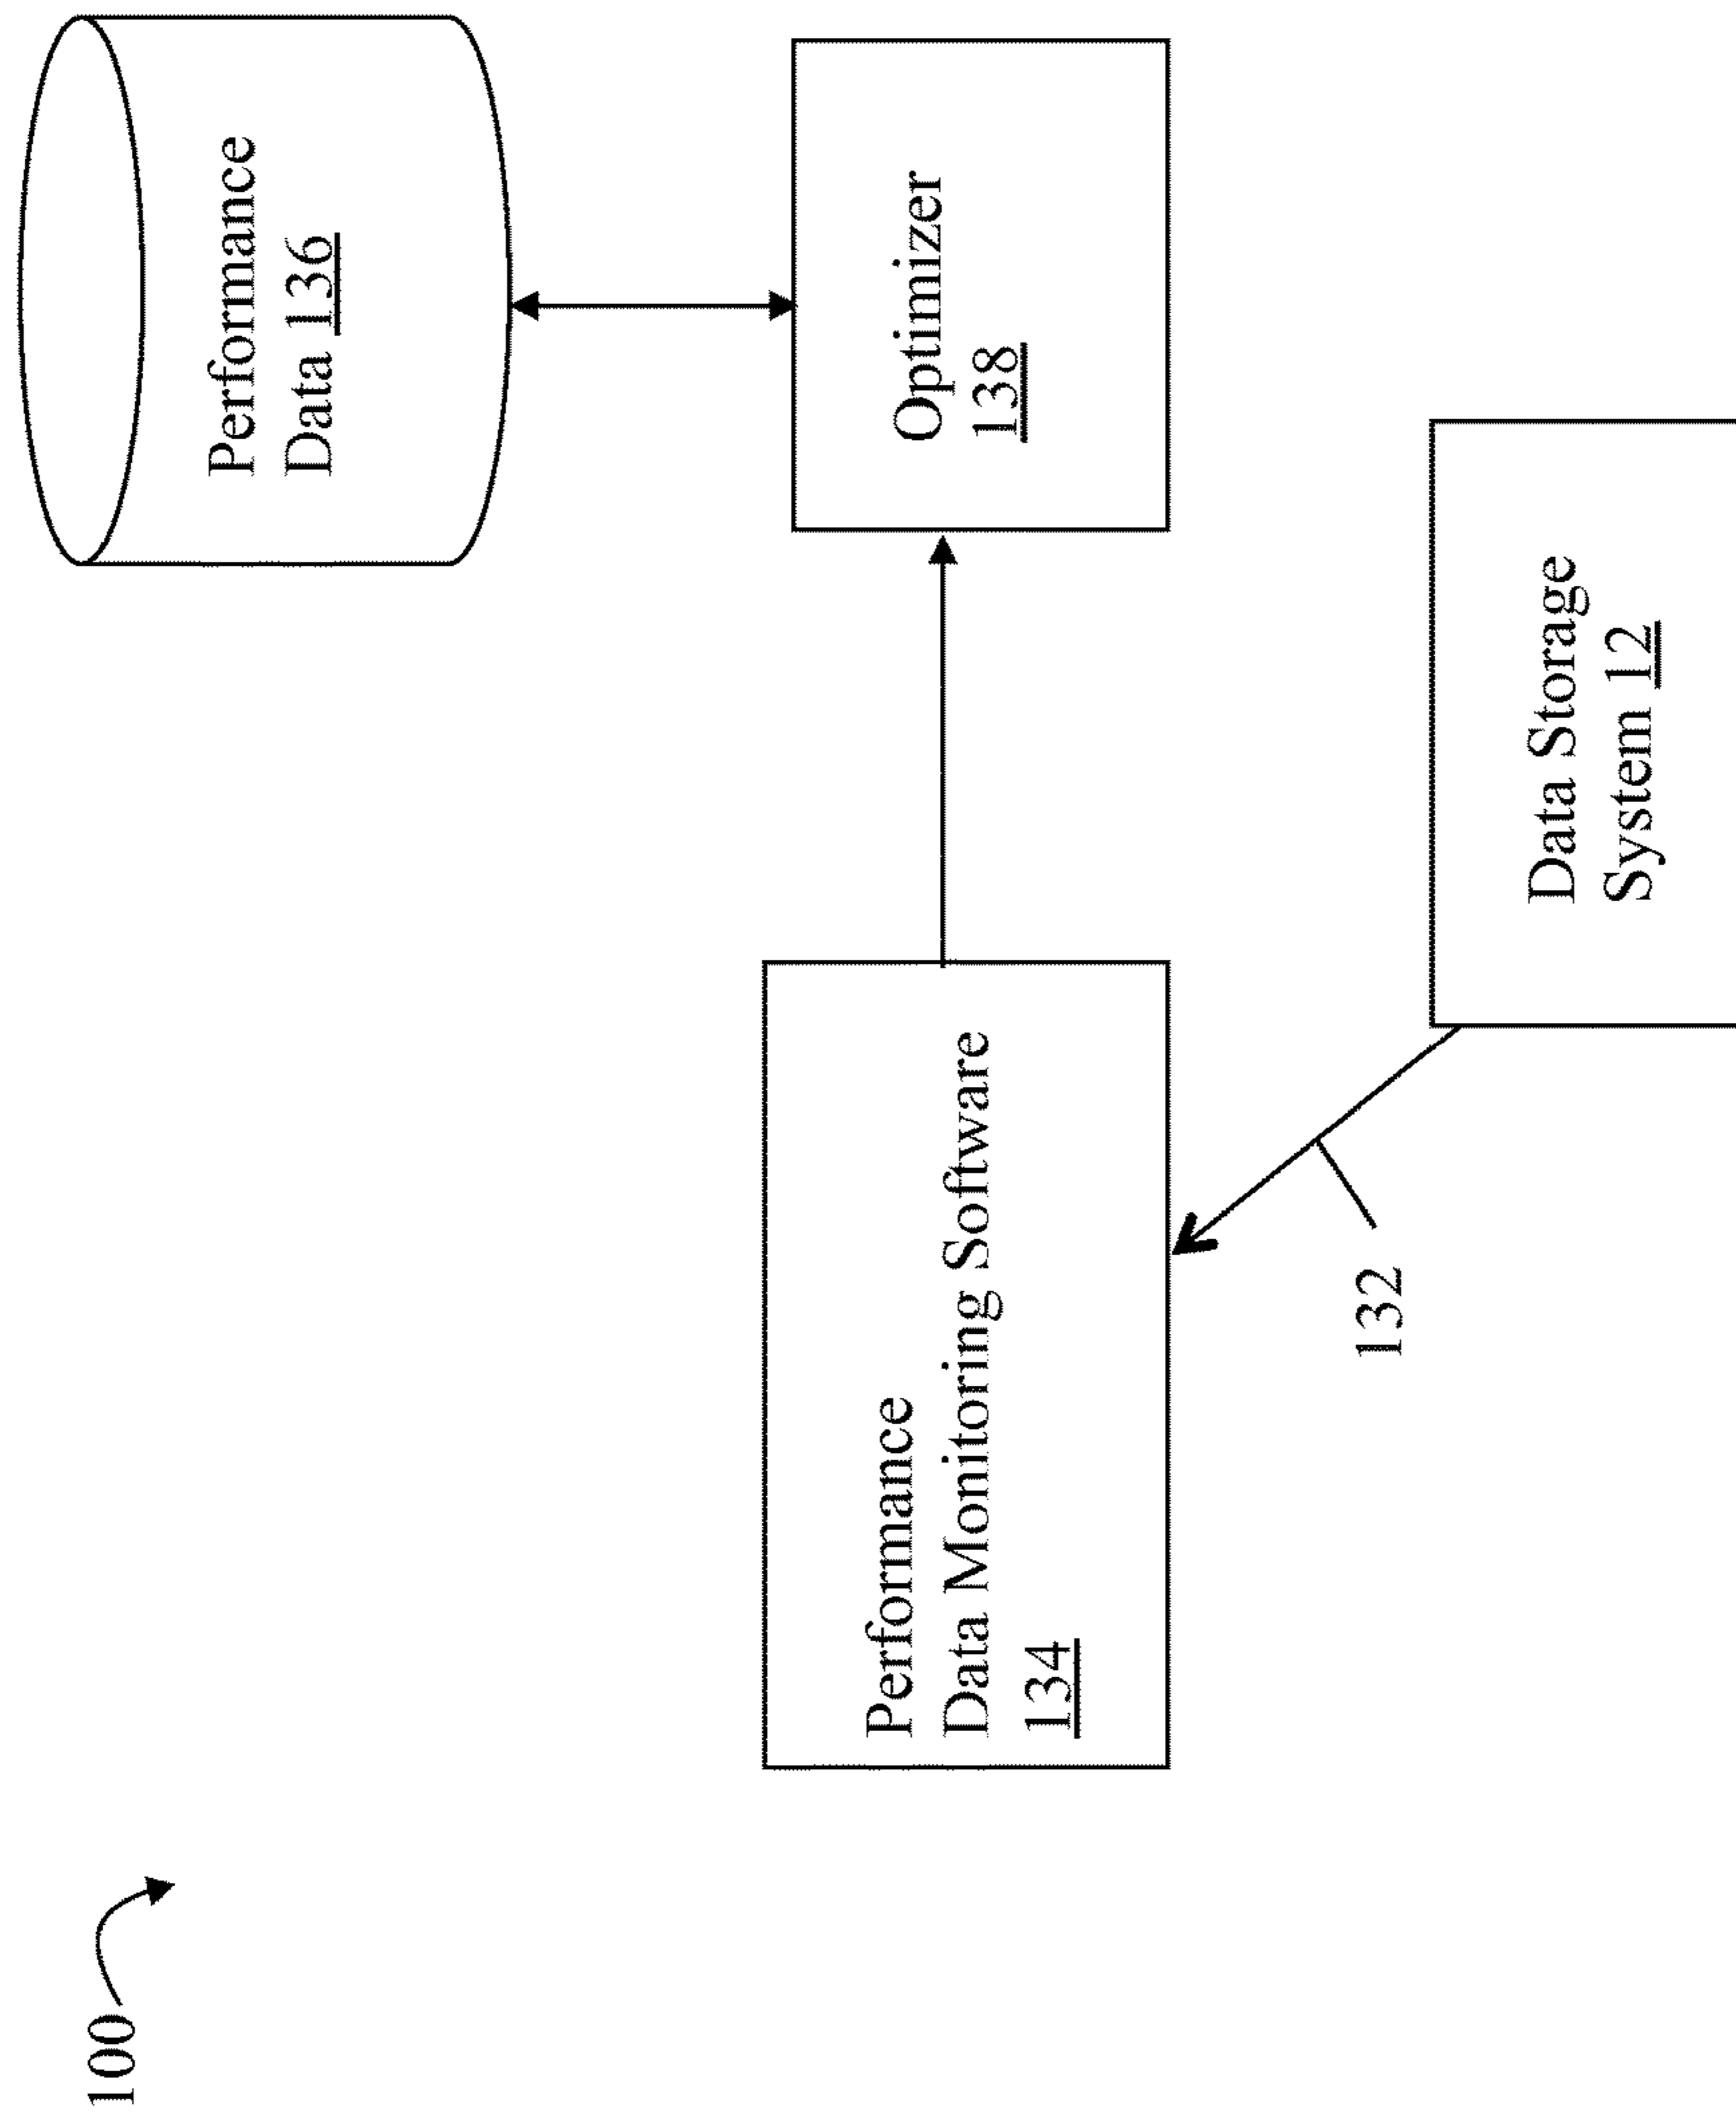 100
Performance
Data 136
Performance
Data Monitoring Software
134
Optimizer
138
132
Data Storage
System 12